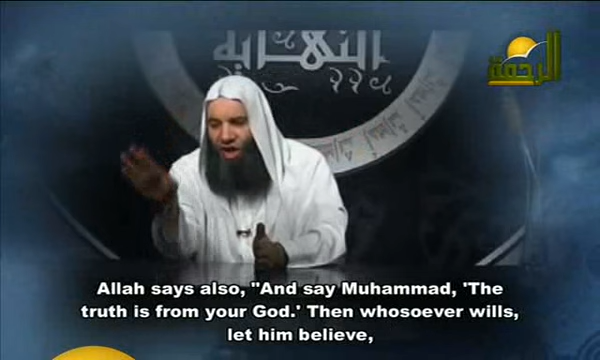 النهاية
الرحمة
Allah says also, "And say Muhammad, 'The
truth is from your God.' Then whosoever wills,
let him believe,